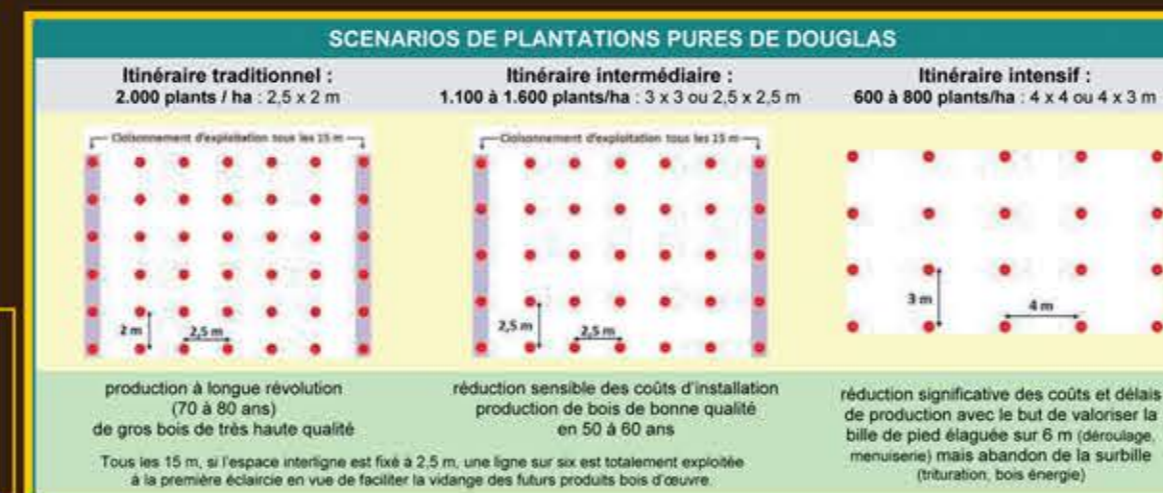 SCENARIOS DE PLANTATIONS PURES DE DOUGLAS
Itinéraire traditionnel :
2.000 plants / ha : 2,5 x 2 m
Cloisonnement d'exploitation tous les 15 m
2 m
2,5 m
production à longue révolution
(70 à 80 ans)
de gros bois de très haute qualité
Itinéraire intermédiaire :
1.100 à 1.600 plants/ha : 3 x 3 ou 2,5 x 2,5 m
Cloisonnement d'exploitation tous les 15 m
2,5 m
2,5 m
réduction sensible des coûts d'installation
production de bois de bonne qualité
en 50 à 60 ans
Tous les 15 m, si l'espace interligne est fixé à 2,5 m, une ligne sur six est totalement exploitée
à la première éclaircie en vue de faciliter la vidange des futurs produits bois d'œuvre.
Itinéraire intensif :
600 à 800 plants/ha : 4 x 4 ou 4 x 3 m
3 m
4 m
réduction significative des coûts et délais
de production avec le but de valoriser la
bille de pied élaguée sur 6 m (déroulage,
menuiserie) mais abandon de la surbille
(trituration, bois énergie)